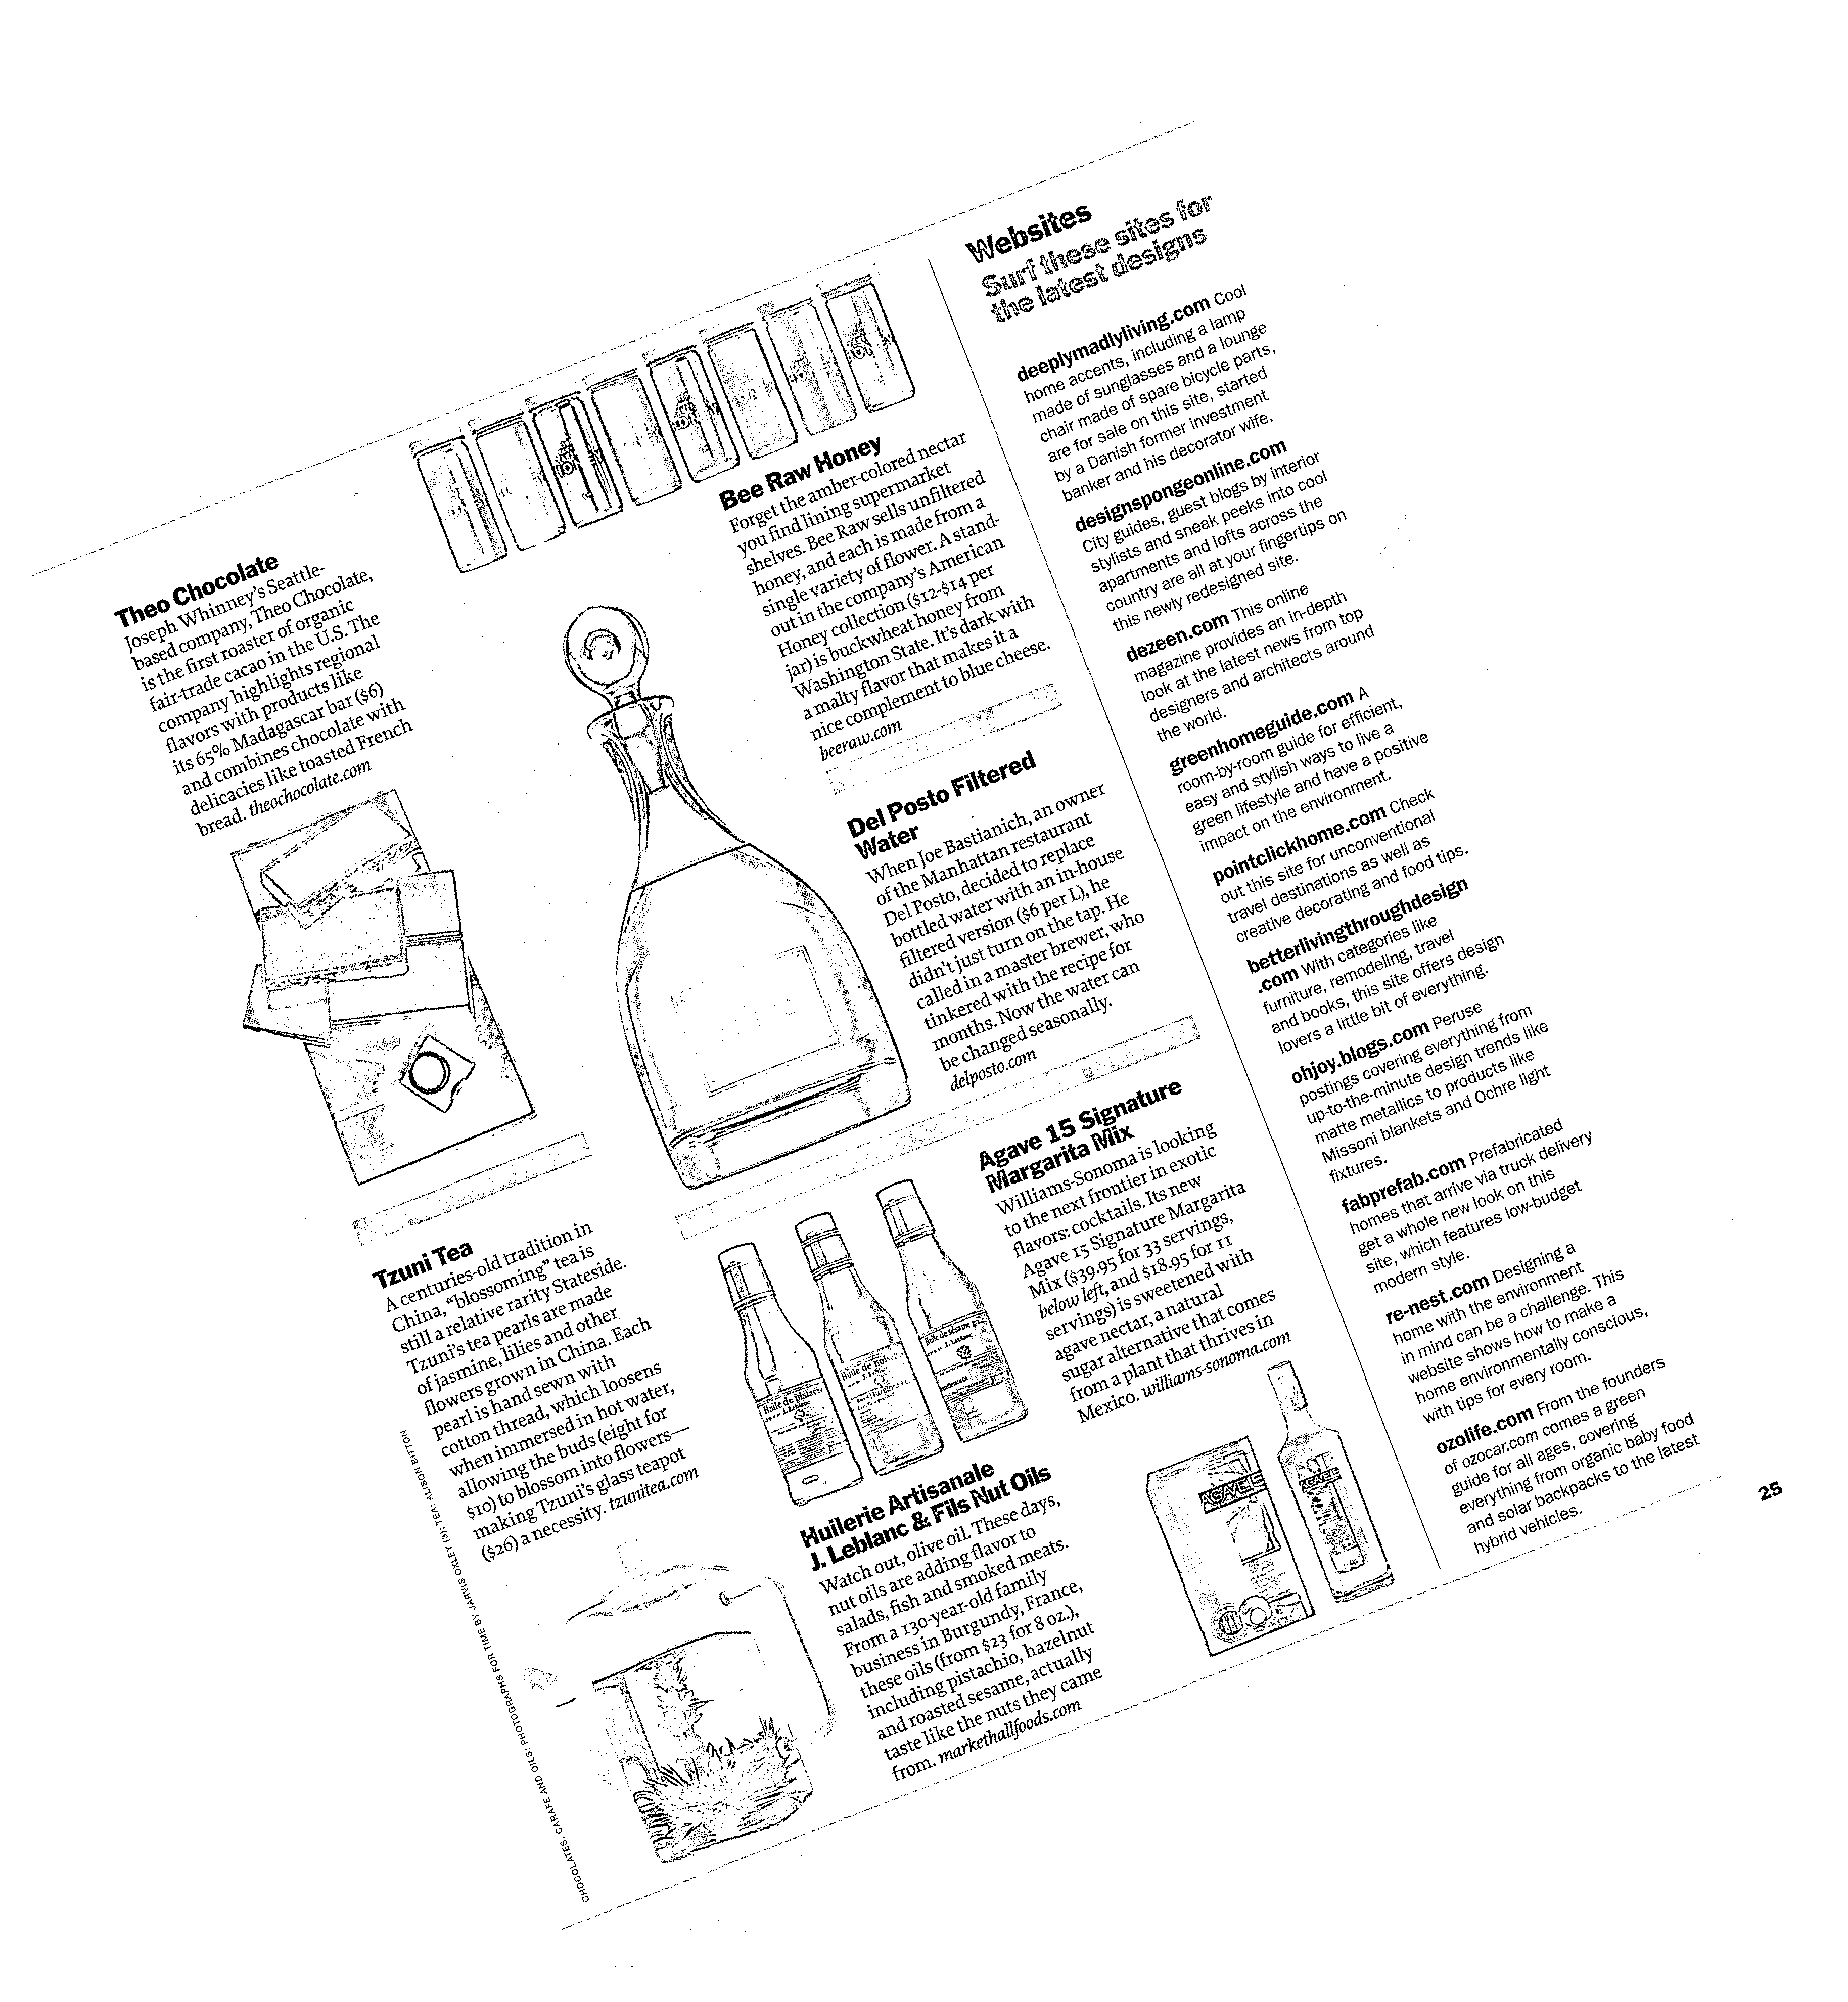 Theo Chocolate
Joseph Whinney's Seattle-
based company, Theo Chocolate,
is the first roaster of organic
fair-trade cacao in the U.S. The
company highlights regional
flavors with products like
its 65% Madagascar bar ($6)
and combines chocolate with
delicacies like toasted French
bread. theochocolate.com
Tzuni Tea
A centuries-old tradition in
China, “blossoming” tea is
still a relative rarity Stateside.
Tzuni's tea pearls are made
of jasmine, lilies and other
flowers grown in China. Each
pearl is hand sewn with
cotton thread, which loosens
when immersed in hot water,
allowing the buds (eight for
$10) to blossom into flowers—
making Tzuni's glass teapot
($26) a necessity. tzunitea.com
CHOCOLATES, CARAFE AND OILS: PHOTOGRAPHS FOR TIME BY JARVIS OXLEY (3); TEA: ALISON BITTON
Bee Raw Honey
Forget the amber-colored nectar
you find lining supermarket
shelves. Bee Raw sells unfiltered
honey, and each is made from a
single variety of flower. A stand-
out in the company's American
Honey collection ($12-$14 per
jar) is buckwheat honey from
Washington State. It's dark with
a malty flavor that makes it a
nice complement to blue cheese.
beeraw.com
Del Posto Filtered
Water
When Joe Bastianich, an owner
of the Manhattan restaurant
Del Posto, decided to replace
bottled water with an in-house
filtered version ($6 per L), he
didn't just turn on the tap. He
called in a master brewer, who
tinkered with the recipe for
months. Now the water can
be changed seasonally.
delposto.com
Agave 15 Signature
Margarita Mix
Williams-Sonoma is looking
to the next frontier in exotic
flavors: cocktails. Its new
Agave 15 Signature Margarita
Mix ($39.95 for 33 servings,
below left, and $18.95 for 11
servings) is sweetened with
agave nectar, a natural
sugar alternative that comes
from a plant that thrives in
Mexico. williams-sonoma.com
Huile de pistache
J. Leblanc
Huile de noi
Huile de sésame
J. Leblanc
AGAVE 15
AGAVE
Huilerie Artisanale
J. Leblanc & Fils Nut Oils
Watch out, olive oil. These days,
nut oils are adding flavor to
salads, fish and smoked meats.
From a 130-year-old family
business in Burgundy, France,
these oils (from $23 for 8 oz.),
including pistachio, hazelnut
and roasted sesame, actually
taste like the nuts they came
from. markethallfoods.com
Websites
Surf these sites for
the latest designs
deeplymadlyliving.com Cool
home accents, including a lamp
made of sunglasses and a lounge
chair made of spare bicycle parts,
are for sale on this site, started
by a Danish former investment
banker and his decorator wife.
designspongeonline.com
City guides, guest blogs by interior
stylists and sneak peeks into cool
apartments and lofts across the
country are all at your fingertips on
this newly redesigned site.
dezeen.com This online
magazine provides an in-depth
look at the latest news from top
designers and architects around
the world.
greenhomeguide.com A
room-by-room guide for efficient,
easy and stylish ways to live a
green lifestyle and have a positive
impact on the environment.
pointclickhome.com Check
out this site for unconventional
travel destinations as well as
creative decorating and food tips.
betterlivingthroughdesign
.com With categories like
furniture, remodeling, travel
and books, this site offers design
lovers a little bit of everything.
ohjoy.blogs.com Peruse
postings covering everything from
up-to-the-minute design trends like
matte metallics to products like
Missoni blankets and Ochre light
fixtures.
fabprefab.com Prefabricated
homes that arrive via truck delivery
get a whole new look on this
site, which features low-budget
modern style.
re-nest.com Designing a
home with the environment
in mind can be a challenge. This
website shows how to make a
home environmentally conscious,
with tips for every room.
ozolife.com From the founders
of ozocar.com comes a green
guide for all ages, covering
everything from organic baby food
and solar backpacks to the latest
hybrid vehicles.
25